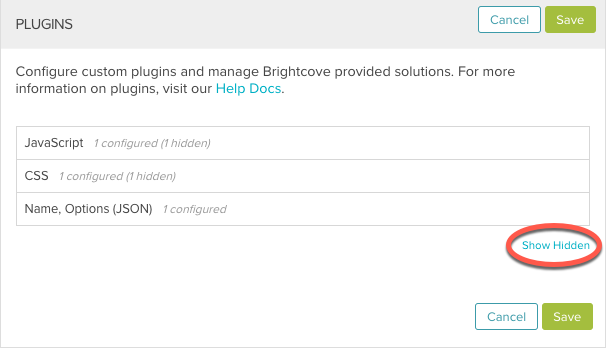 PLUGINS
Cancel
Save
Configure custom plugins and manage Brightcove provided solutions. For more
information on plugins, visit our Help Docs.
JavaScript 1 configured (1 hidden)
CSS 1 configured (1 hidden)
Name, Options (JSON) 1 configured
Show Hidden
Cancel
Save